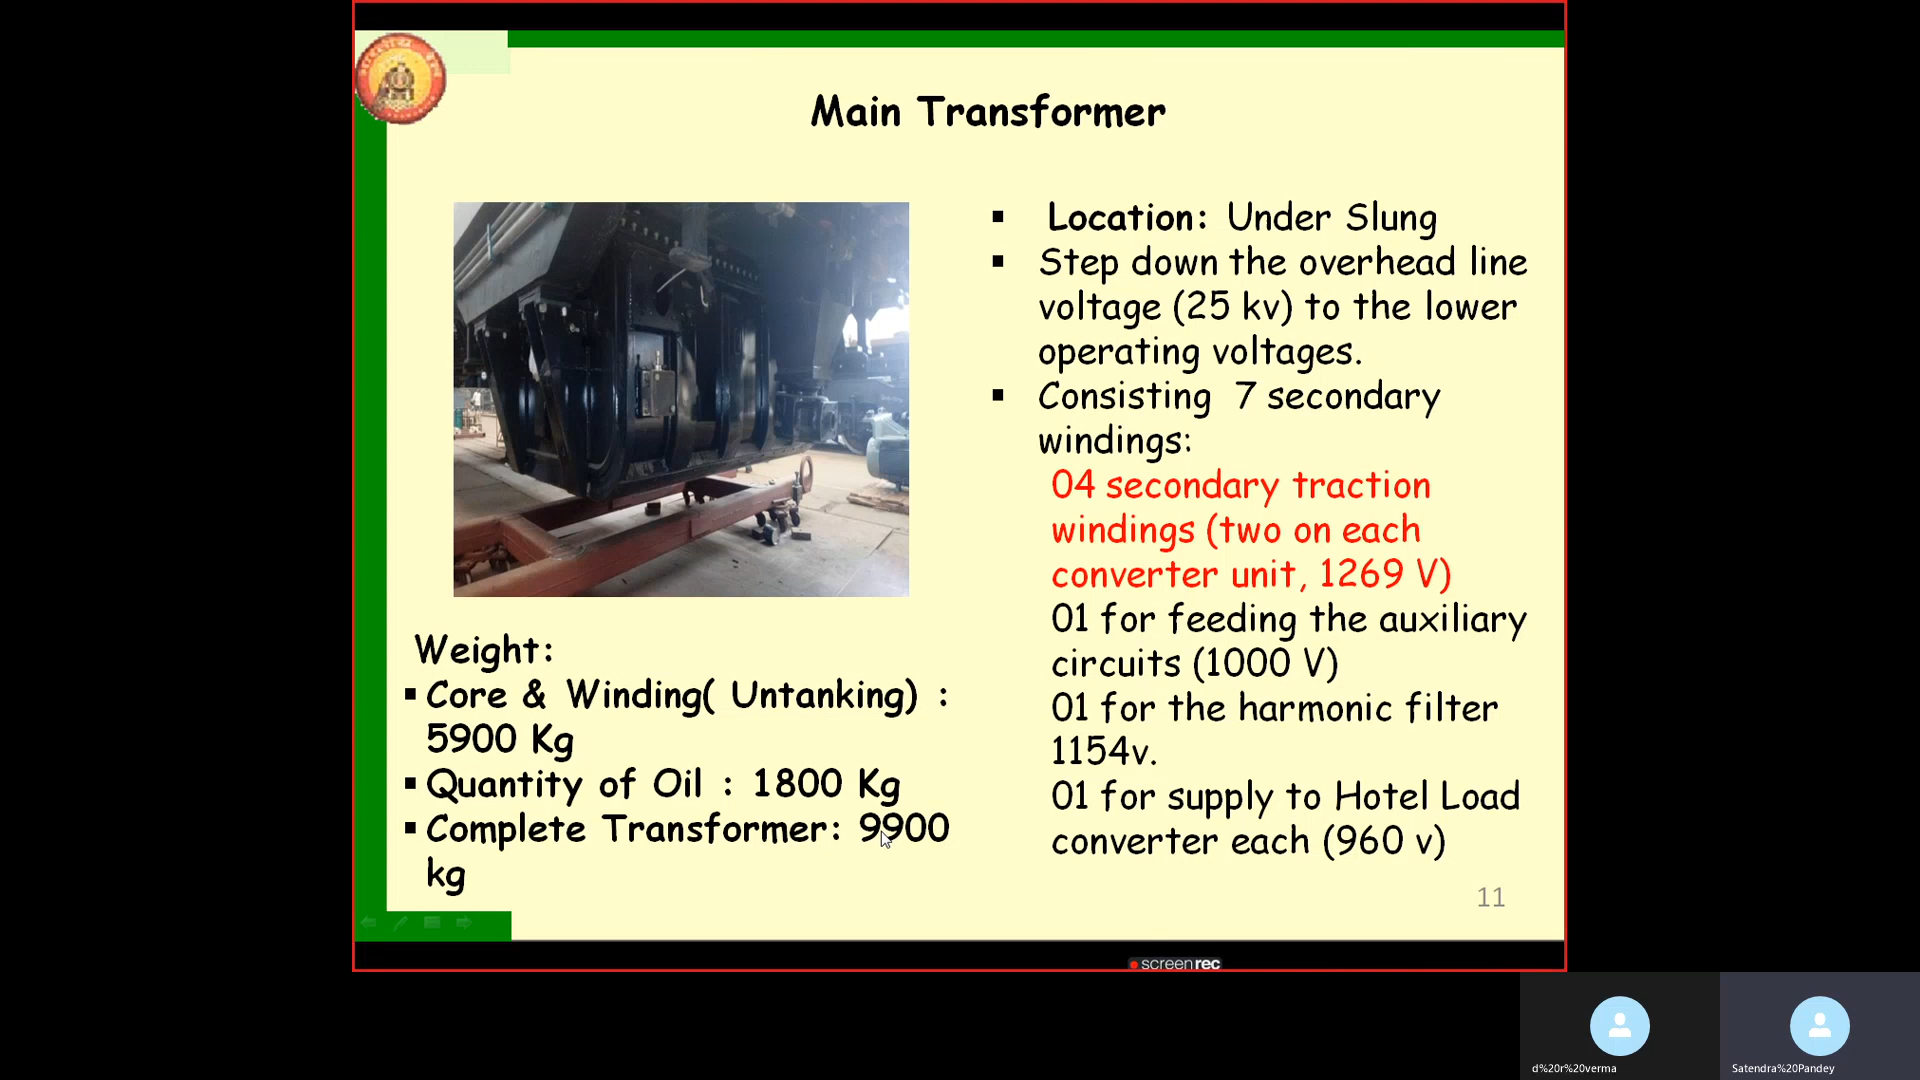 Main Transformer
▪ Location: Under Slung
▪ Step down the overhead line
voltage (25 kv) to the lower
operating voltages.
▪ Consisting 7 secondary
windings:
04 secondary traction
windings (two on each
converter unit, 1269 V)
01 for feeding the auxiliary
circuits (1000 V)
01 for the harmonic filter
1154v.
01 for supply to Hotel Load
converter each (960 v)
Weight:
▪ Core & Winding( Untanking) :
5900 Kg
▪ Quantity of Oil : 1800 Kg
▪ Complete Transformer: 9900
kg
11
screenrec
d%20r%20verma
Satendra%20Pandey